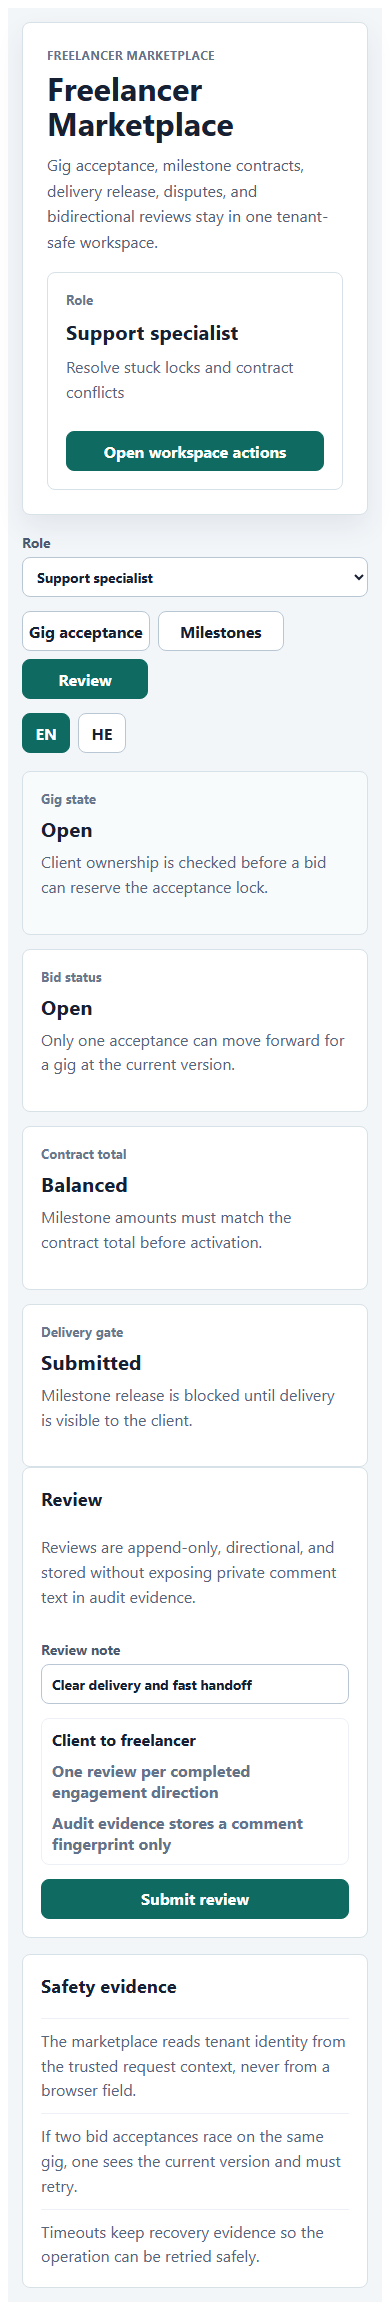 FREELANCER MARKETPLACE
Freelancer
Marketplace
Gig acceptance, milestone contracts,
delivery release, disputes, and
bidirectional reviews stay in one tenant-
safe workspace.
Role
Support specialist
Resolve stuck locks and contract
conflicts
Open workspace actions
Role
Support specialist
Gig acceptance
Milestones
Review
EN
HE
Gig state
Open
Client ownership is checked before a bid
can reserve the acceptance lock.
Bid status
Open
Only one acceptance can move forward for
a gig at the current version.
Contract total
Balanced
Milestone amounts must match the
contract total before activation.
Delivery gate
Submitted
Milestone release is blocked until delivery
is visible to the client.
Review
Reviews are append-only, directional, and
stored without exposing private comment
text in audit evidence.
Review note
Clear delivery and fast handoff
Client to freelancer
One review per completed
engagement direction
Audit evidence stores a comment
fingerprint only
Submit review
Safety evidence
The marketplace reads tenant identity from
the trusted request context, never from a
browser field.
If two bid acceptances race on the same
gig, one sees the current version and must
retry.
Timeouts keep recovery evidence so the
operation can be retried safely.